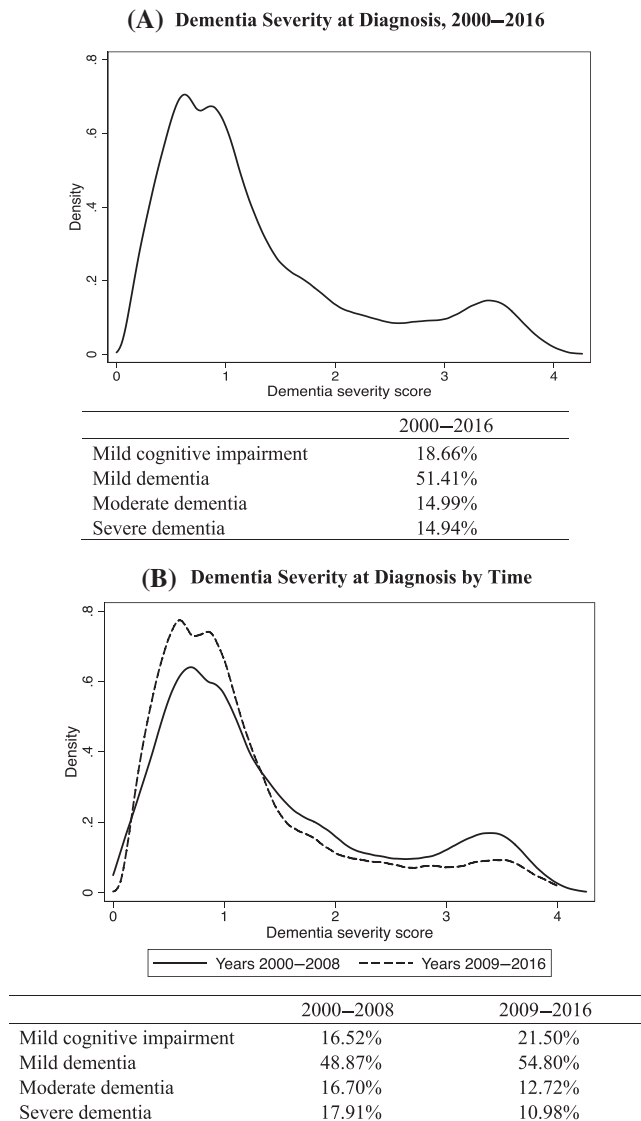 (A) Dementia Severity at Diagnosis, 2000–2016
.8
.6
.4
.2
0
Density
0 1 2 3 4
Dementia severity score
2000–2016
Mild cognitive impairment 18.66%
Mild dementia 51.41%
Moderate dementia 14.99%
Severe dementia 14.94%
(B) Dementia Severity at Diagnosis by Time
.8
.6
.4
.2
0
Density
0 1 2 3 4
Dementia severity score
Years 2000–2008 Years 2009–2016
2000–2008 2009–2016
Mild cognitive impairment 16.52% 21.50%
Mild dementia 48.87% 54.80%
Moderate dementia 16.70% 12.72%
Severe dementia 17.91% 10.98%